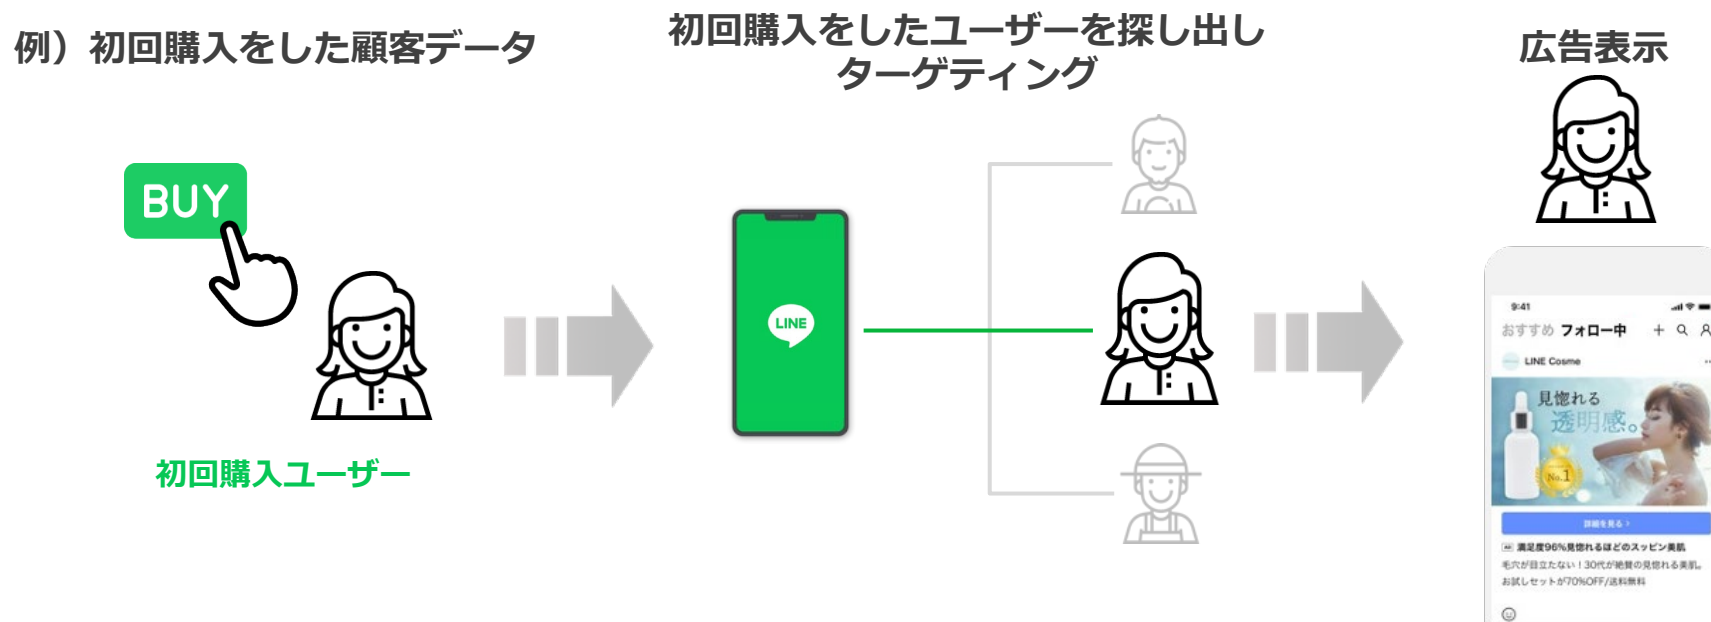 例）初回購入をした顧客データ
BUY
初回購入ユーザー
初回購入をしたユーザーを探し出し
ターゲティング
LINE
広告表示
9:41
おすすめ フォロー中
LINE Cosme
見惚れる
透明感。
No.1
詳細を見る
満足度96%見惚れるほどのスッピン美肌
毛穴が目立たない！30代が絶賛の見惚れる美肌。
お試しセットが70%OFF/送料無料